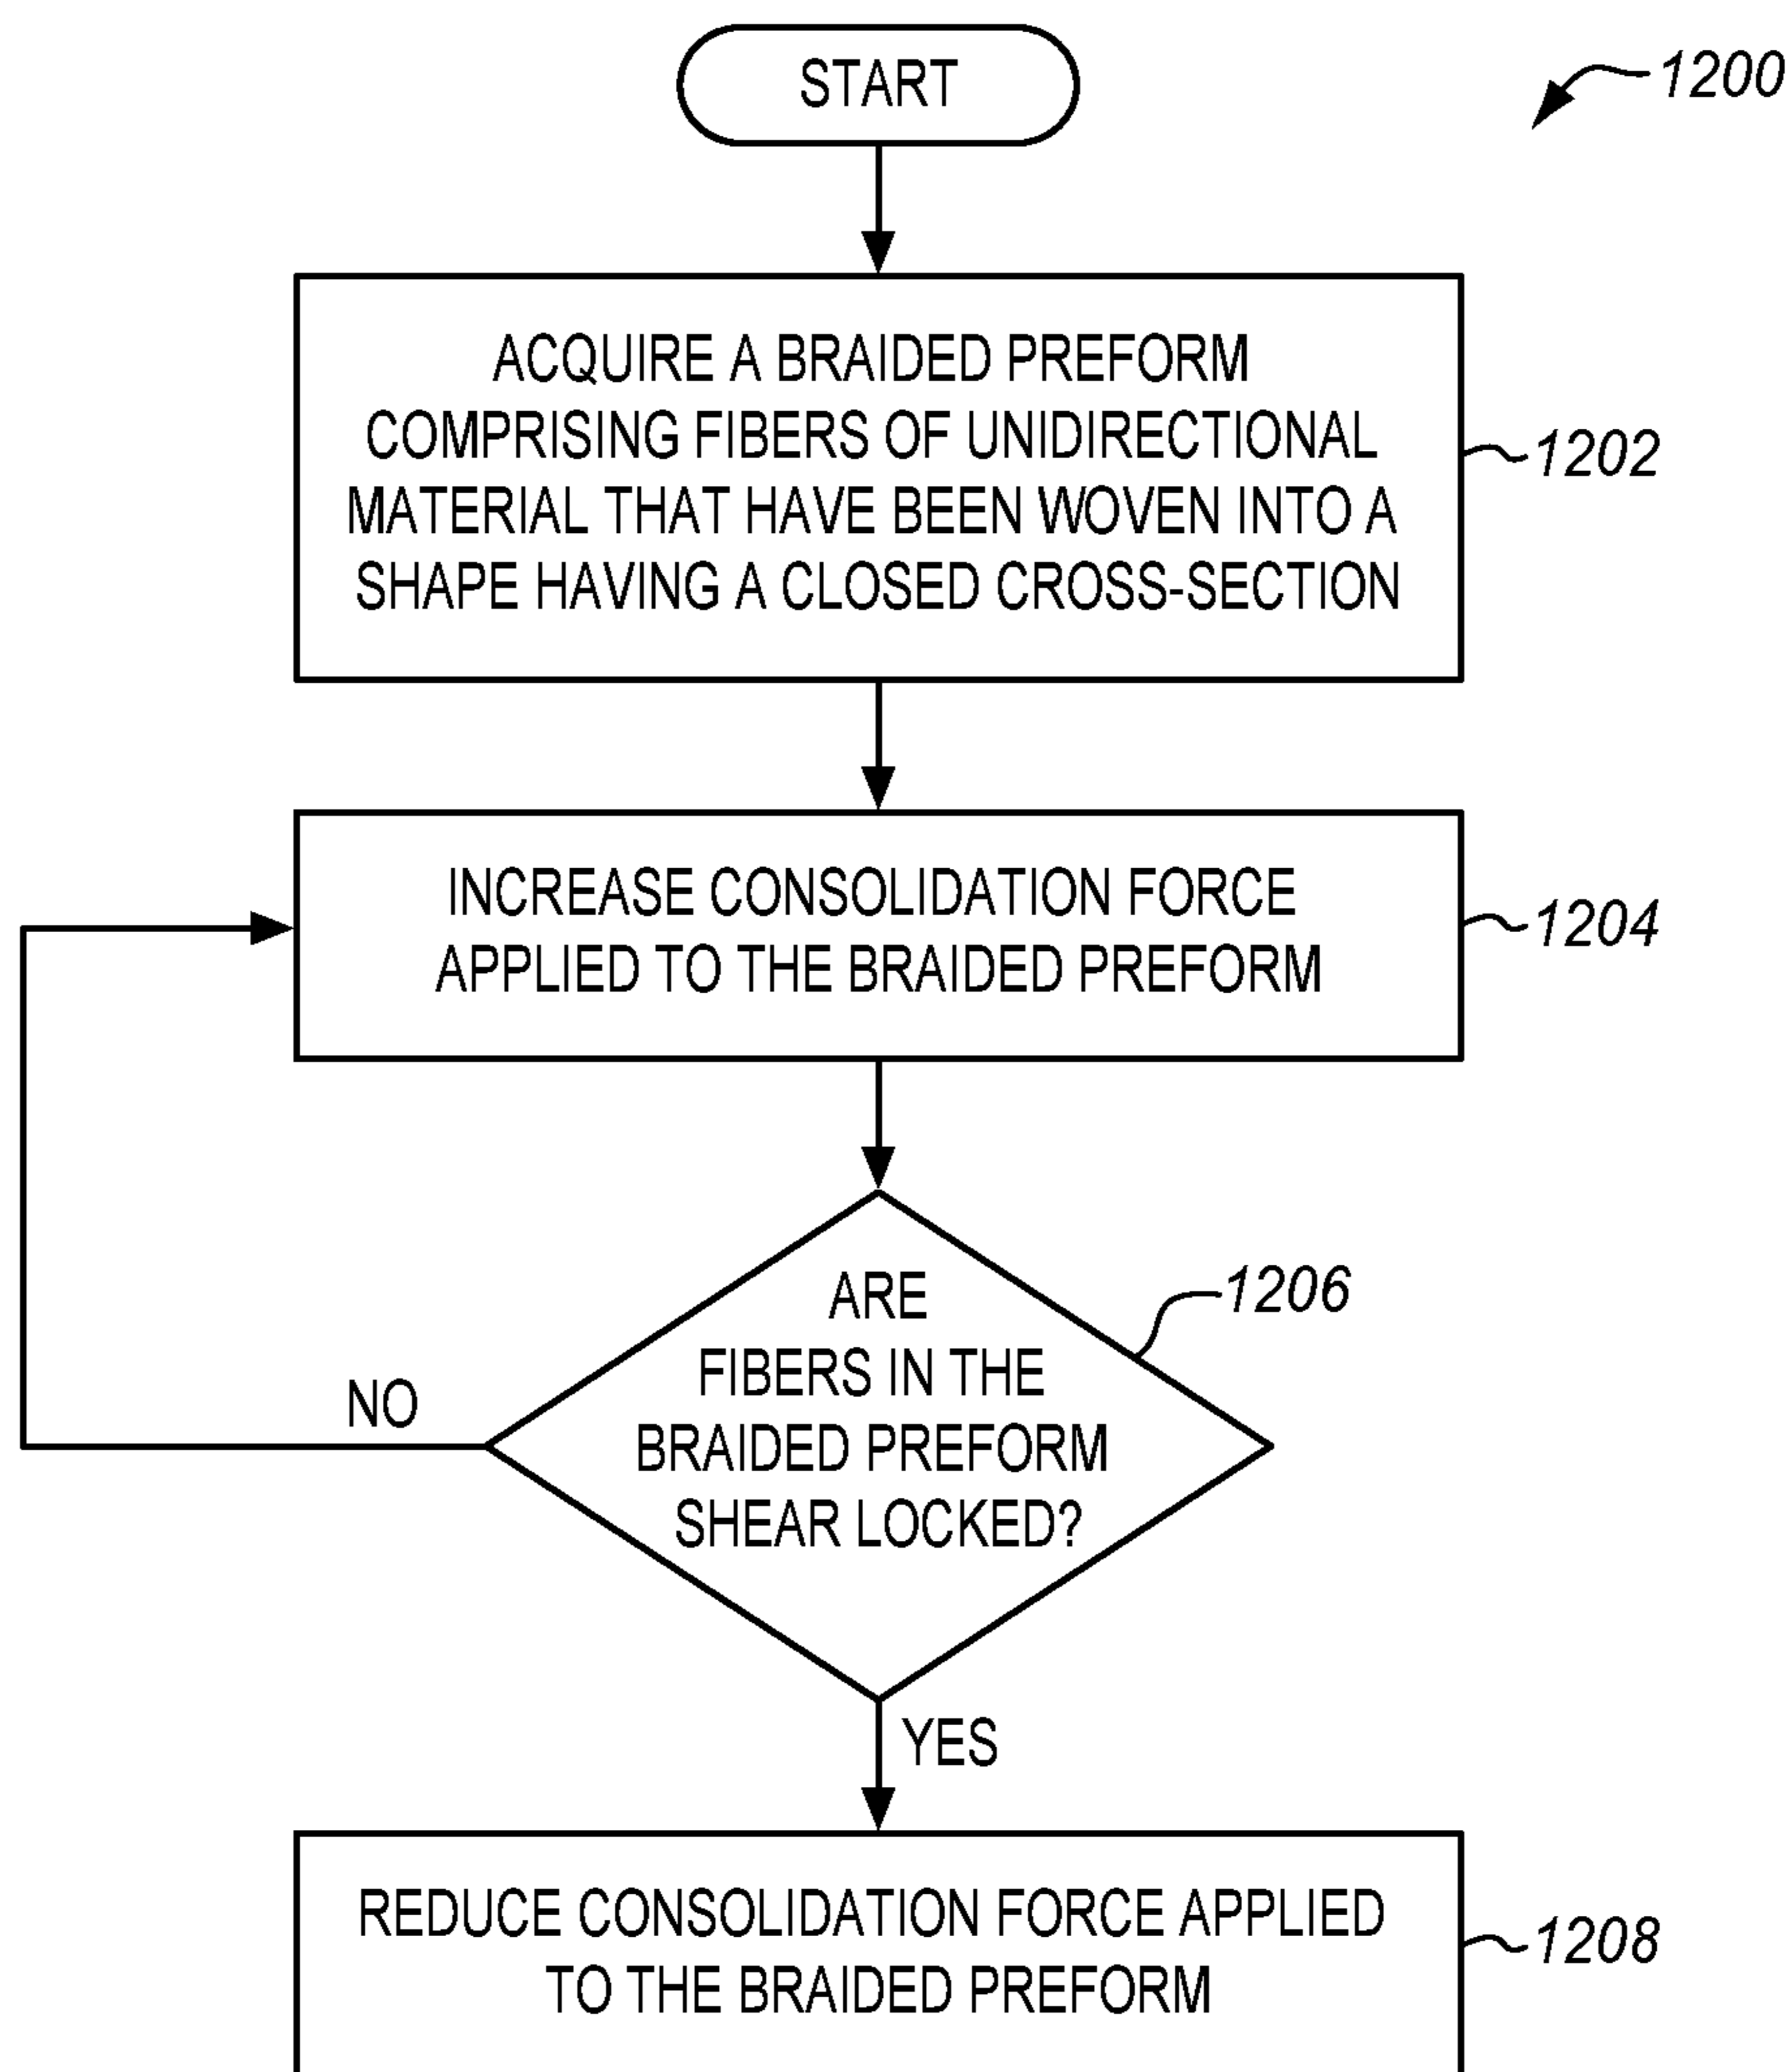 START
1200
ACQUIRE A BRAIDED PREFORM
COMPRISING FIBERS OF UNIDIRECTIONAL
MATERIAL THAT HAVE BEEN WOVEN INTO A
SHAPE HAVING A CLOSED CROSS-SECTION
1202
INCREASE CONSOLIDATION FORCE
APPLIED TO THE BRAIDED PREFORM
1204
ARE
FIBERS IN THE
BRAIDED PREFORM
SHEAR LOCKED?
1206
NO
YES
REDUCE CONSOLIDATION FORCE APPLIED
TO THE BRAIDED PREFORM
1208